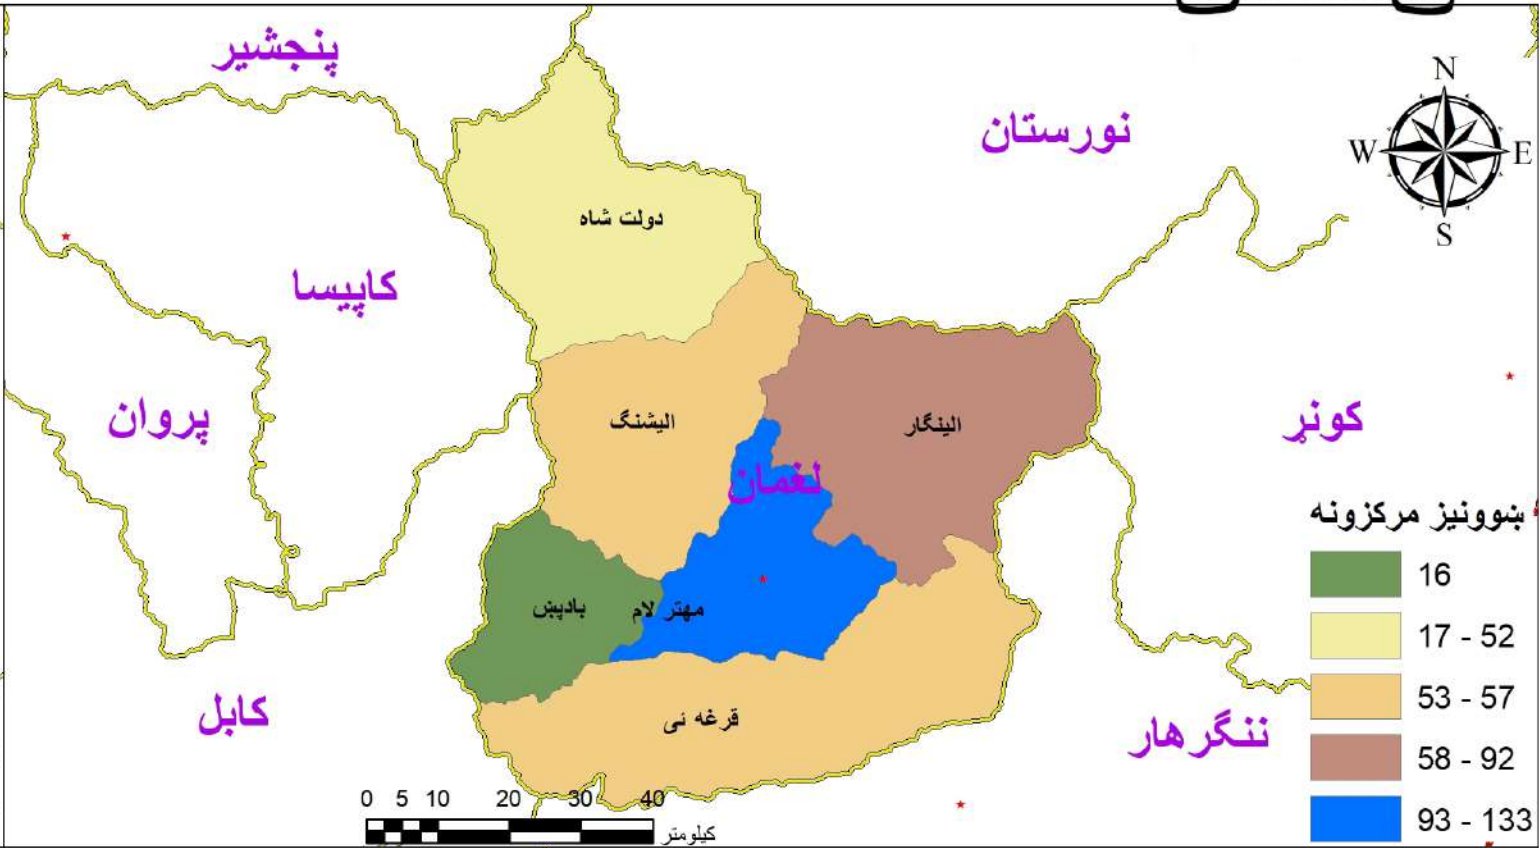 پنجشیر
نورستان
N
W
E
S
دولت شاه
کاپیسا
پروان
الیشنگ
الینگار
کونړ
لغمان
ښوونیز مرکزونه
16
بادپښ
مهتر لام
17 - 52
کابل
قرغه ئی
ننگرهار
53 - 57
58 - 92
0 5 10 20 30 40
کیلومتر
93 - 133